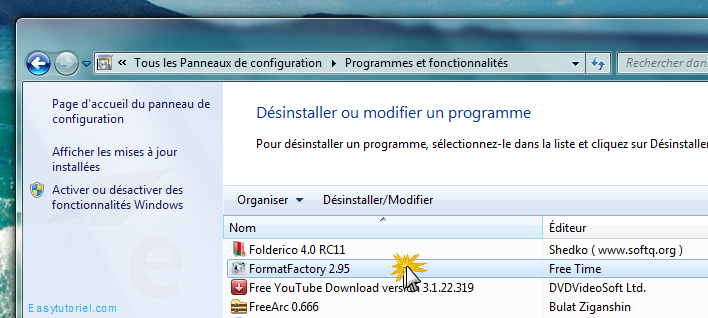 Tous les Panneaux de configuration Programmes et fonctionnalités
Rechercher dan
Page d'accueil du panneau de
configuration
Afficher les mises à jour
installées
Activer ou désactiver des
fonctionnalités Windows
Easytutoriel.com
Désinstaller ou modifier un programme
Pour désinstaller un programme, sélectionnez-le dans la liste et cliquez sur Désinstaller
Organiser Désinstaller/Modifier
Nom Éditeur
Folderico 4.0 RC11 Shedko ( www.softq.org )
FormatFactory 2.95 Free Time
Free YouTube Download version 3.1.22.319 DVDVideoSoft Ltd.
FreeArc 0.666 Bulat Ziganshin